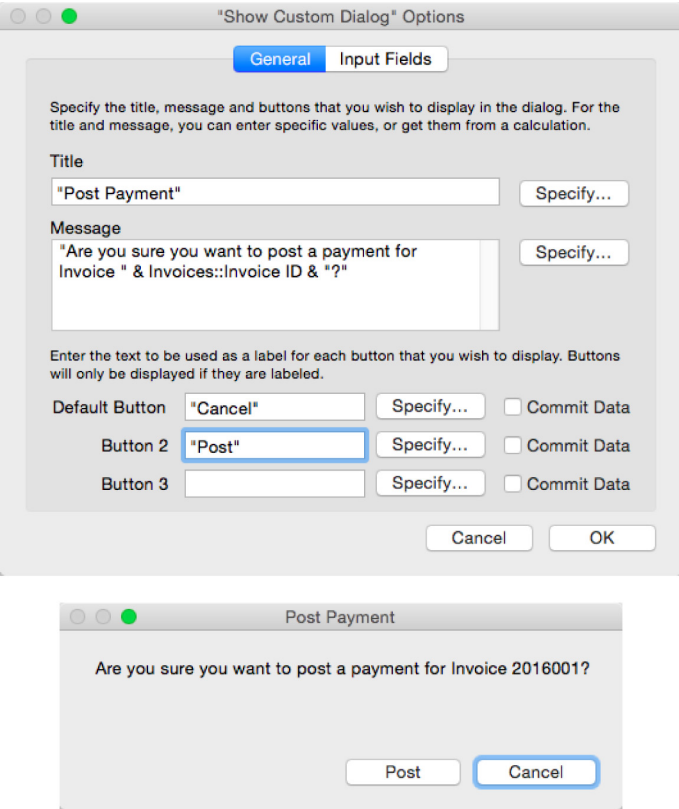 "Show Custom Dialog" Options
General Input Fields
Specify the title, message and buttons that you wish to display in the dialog. For the
title and message, you can enter specific values, or get them from a calculation.
Title
"Post Payment" Specify...
Message
"Are you sure you want to post a payment for Specify...
Invoice " & Invoices::Invoice ID & "?"
Enter the text to be used as a label for each button that you wish to display. Buttons
will only be displayed if they are labeled.
Default Button "Cancel" Specify... Commit Data
Button 2 "Post" Specify... Commit Data
Button 3 Specify... Commit Data
Cancel OK
Post Payment
Are you sure you want to post a payment for Invoice 2016001?
Post Cancel